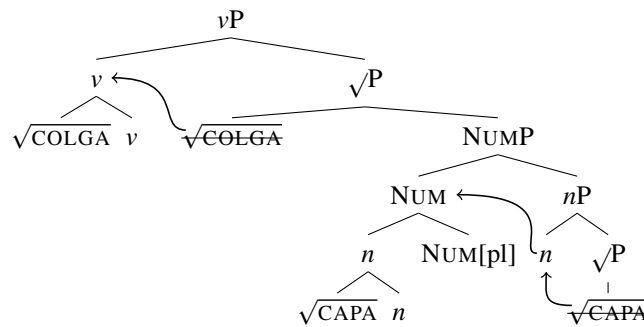 vP
v √P
√COLGA v √COLGA NUMP
NUM nP
n NUM[pl] n √P
√CAPA n √CAPA